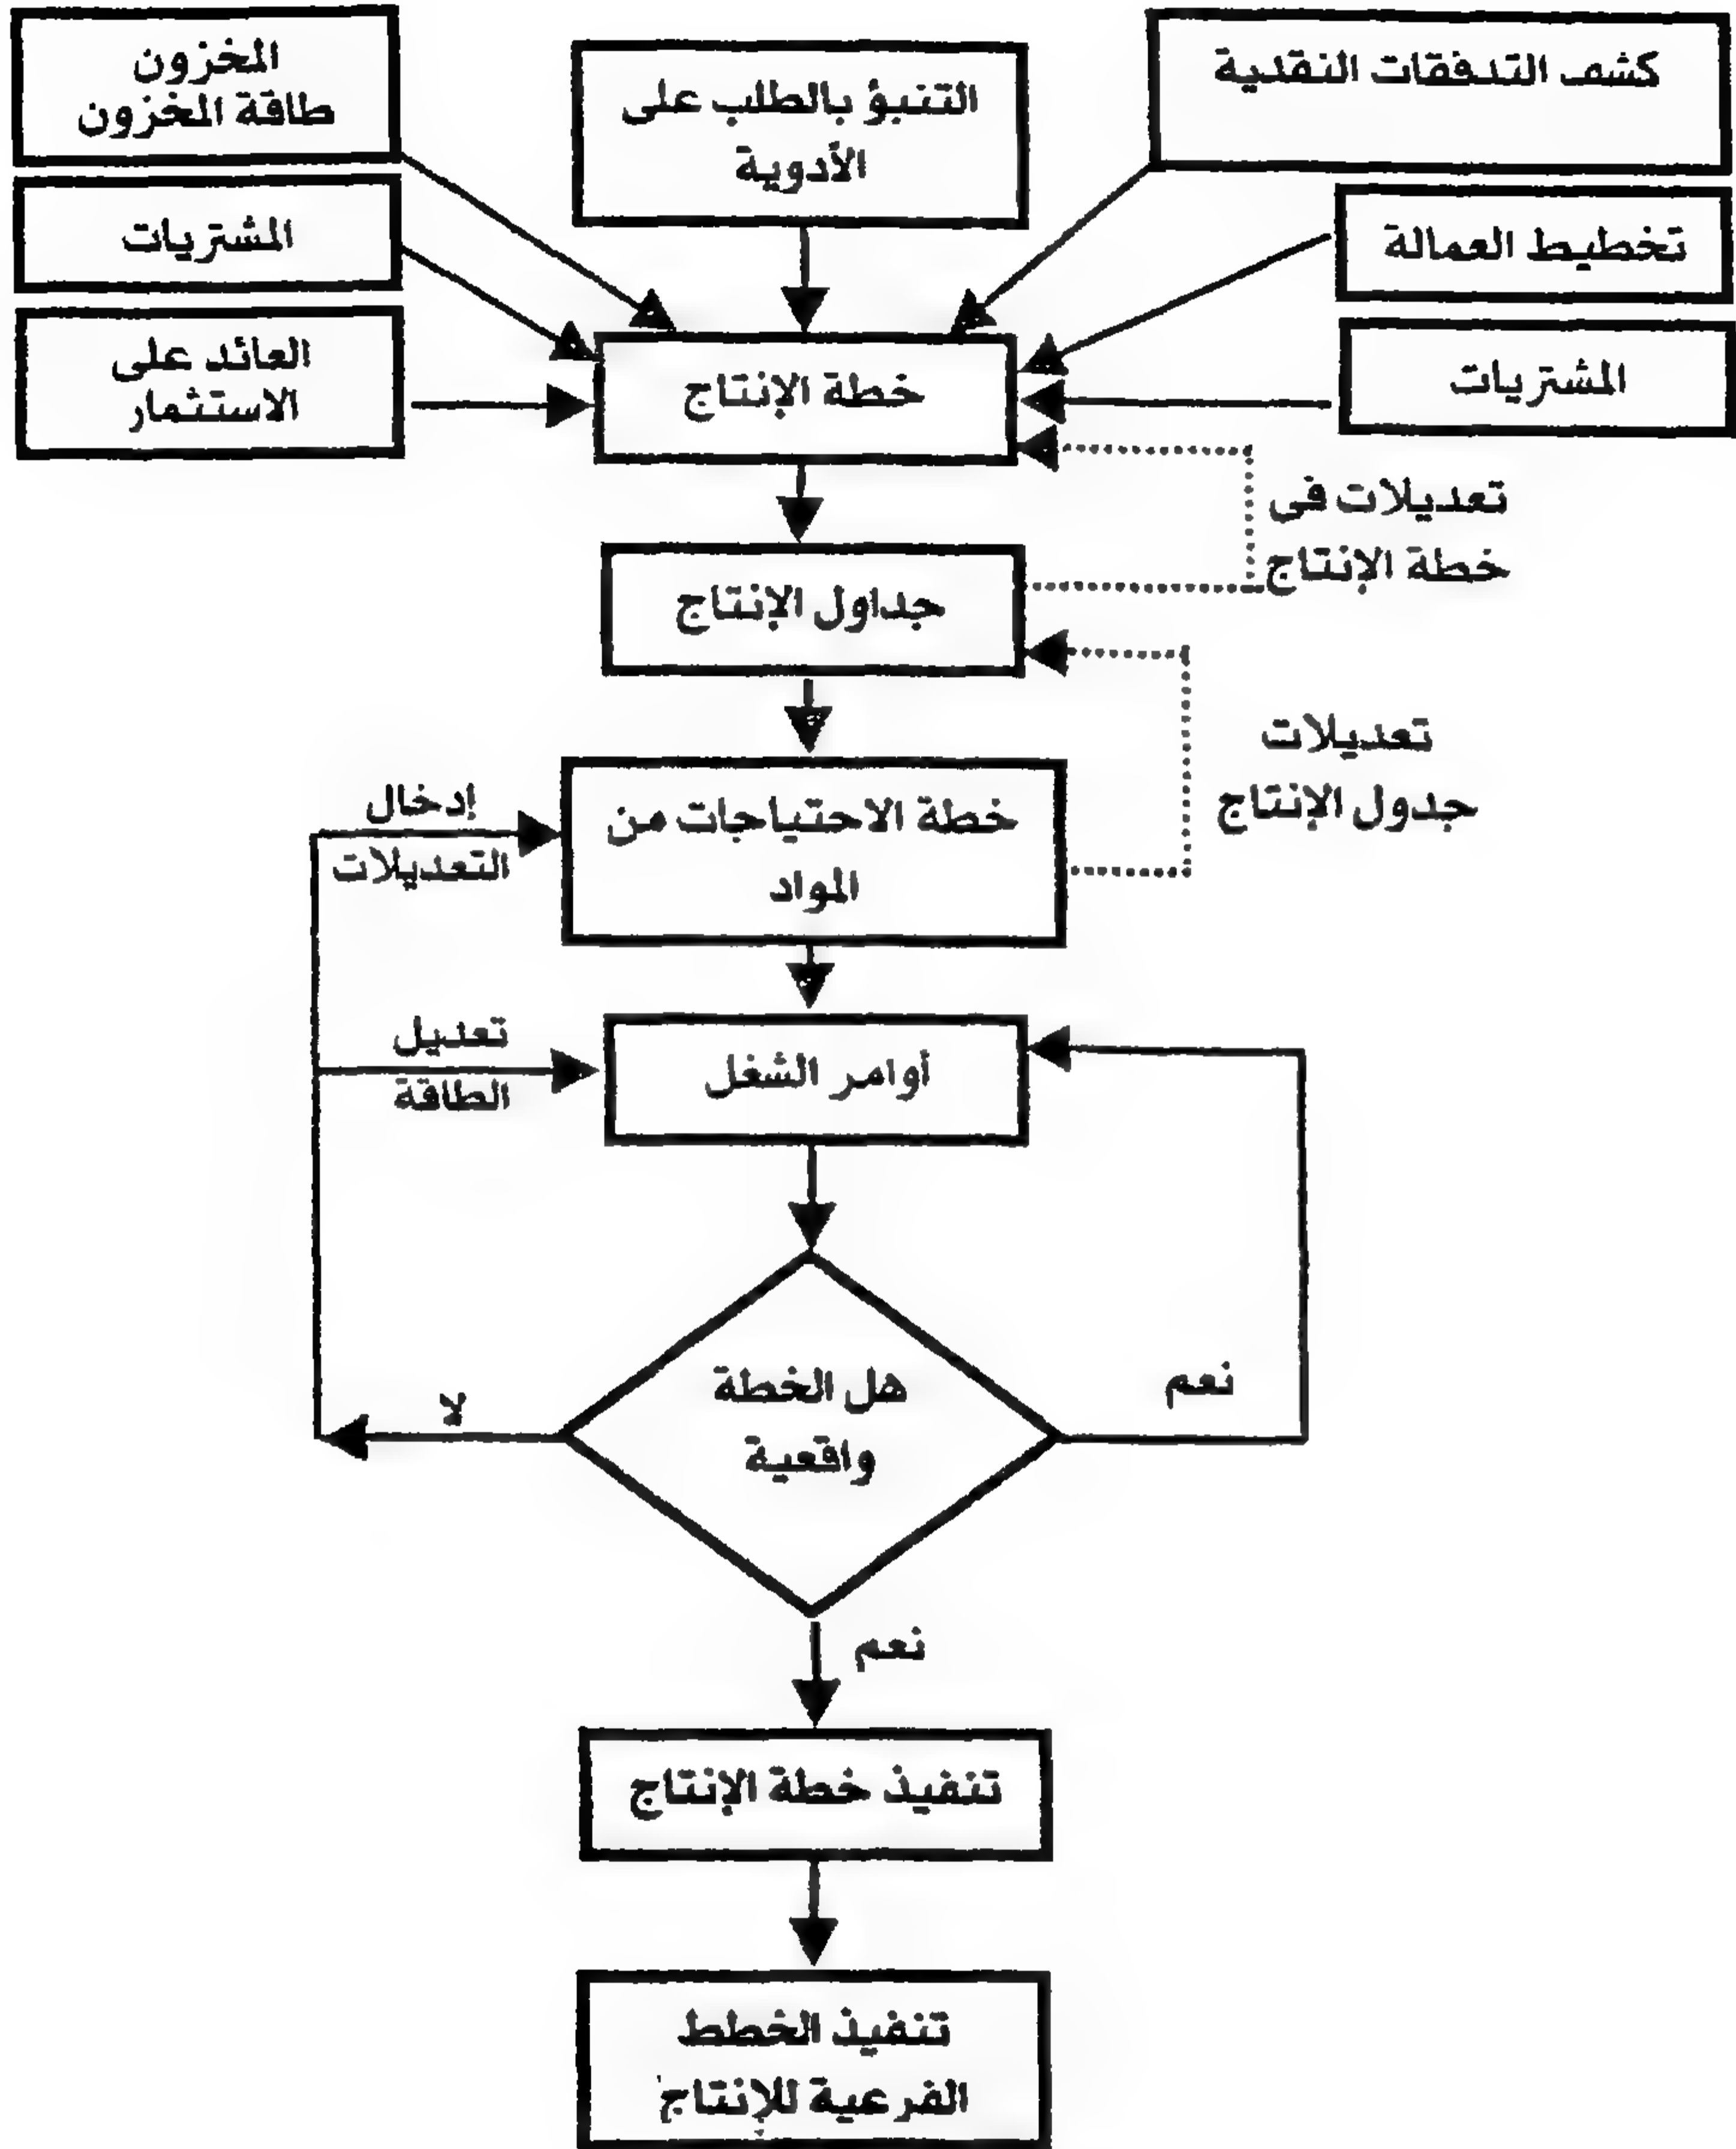 كشف التدفقات النقدية
التنبؤ بالطلب على
الأدوية
المخزون
طاقة المخزون
تخطيط العمالة
المشتريات
المشتريات
العائد على
الاستثمار
خطة الإنتاج
تعديلات فى
خطة الإنتاج
جداول الإنتاج
تعديلات
جدول الإنتاج
خطة الاحتياجات من
المواد
إدخال
التعديلات
أوامر الشغل
تعديل
الطاقة
هل الخطة
واقعية
نعم
لا
نعم
تنفيذ خطة الإنتاج
تنفيذ الخطط
الفرعية للإنتاج